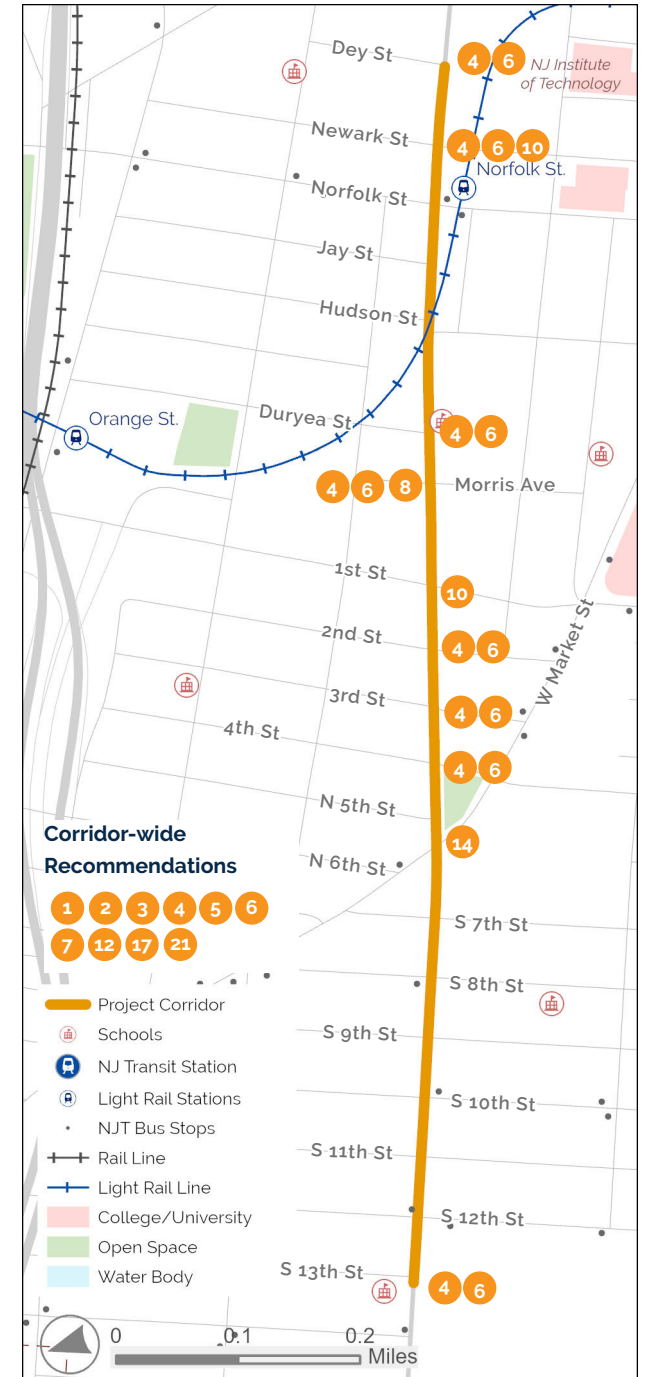 Dey St
4 6
NJ Institute
of Technology
Newark St
4 6 10
Norfolk St.
Norfolk St
Jay St
Hudson St
Orange St.
Duryea St
4 6
4 6 8
Morris Ave
1st St
10
2nd St
4 6
W Market St
3rd St
4 6
4th St
4 6
N 5th St
14
N 6th St
Corridor-wide
Recommendations
1 2 3 4 5 6
7 12 17 21
S 7th St
S 8th St
S 9th St
S 10th St
S 11th St
S 12th St
S 13th St
4 6
Project Corridor
Schools
NJ Transit Station
Light Rail Stations
NJT Bus Stops
Rail Line
Light Rail Line
College/University
Open Space
Water Body
0 0.1 0.2
Miles